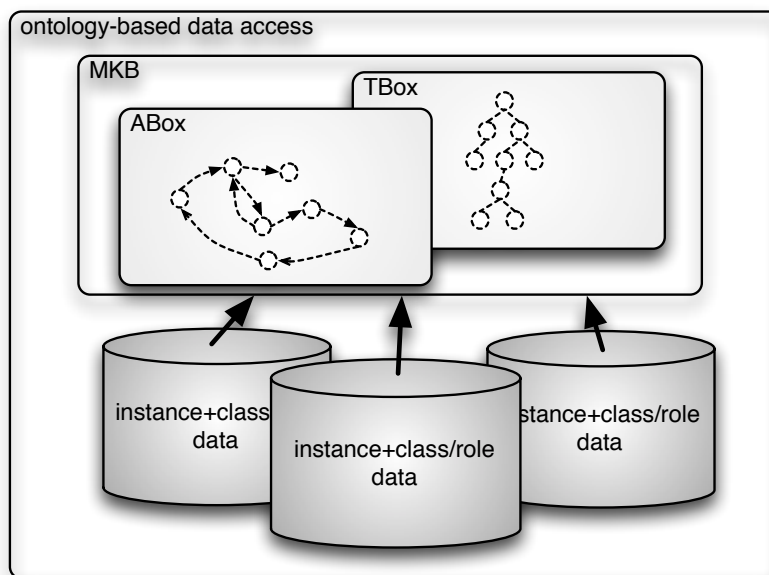 ontology-based data access
MKB
TBox
ABox
instance+class
data
instance+class/role
data
stance+class/role
data